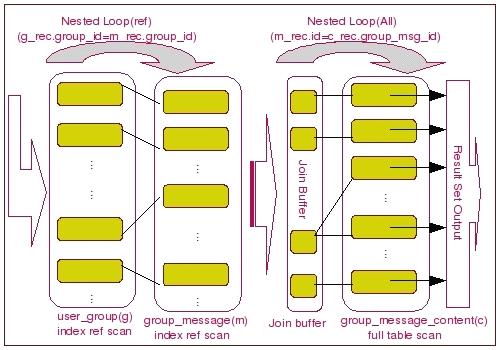 Nested Loop(ref)
(g_rec.group_id=m_rec.group_id)
Nested Loop(All)
(m_rec.id=c_rec.group_msg_id)
Join Buffer
Result Set Output
user_group(g)
index ref scan
group_message(m)
index ref scan
Join buffer
group_message_content(c)
full table scan